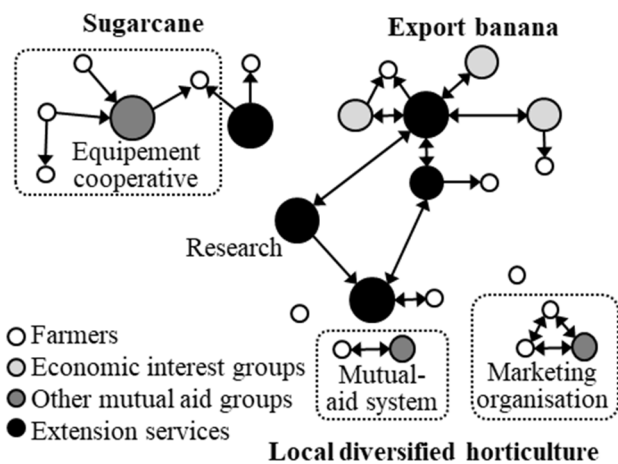 Sugarcane
Export banana
Equipement
cooperative
Research
Farmers
Economic interest groups
Other mutual aid groups
Extension services
Mutual-
aid system
Marketing
organisation
Local diversified horticulture